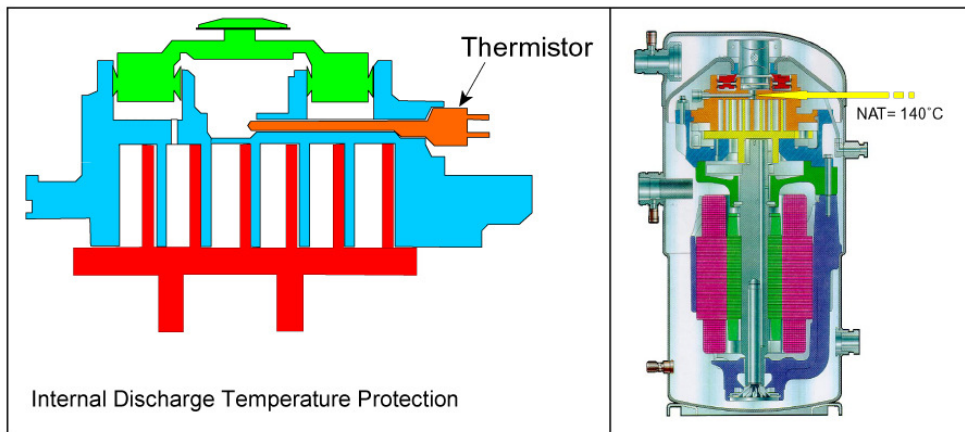 Thermistor
NAT= 140˚C
Internal Discharge Temperature Protection